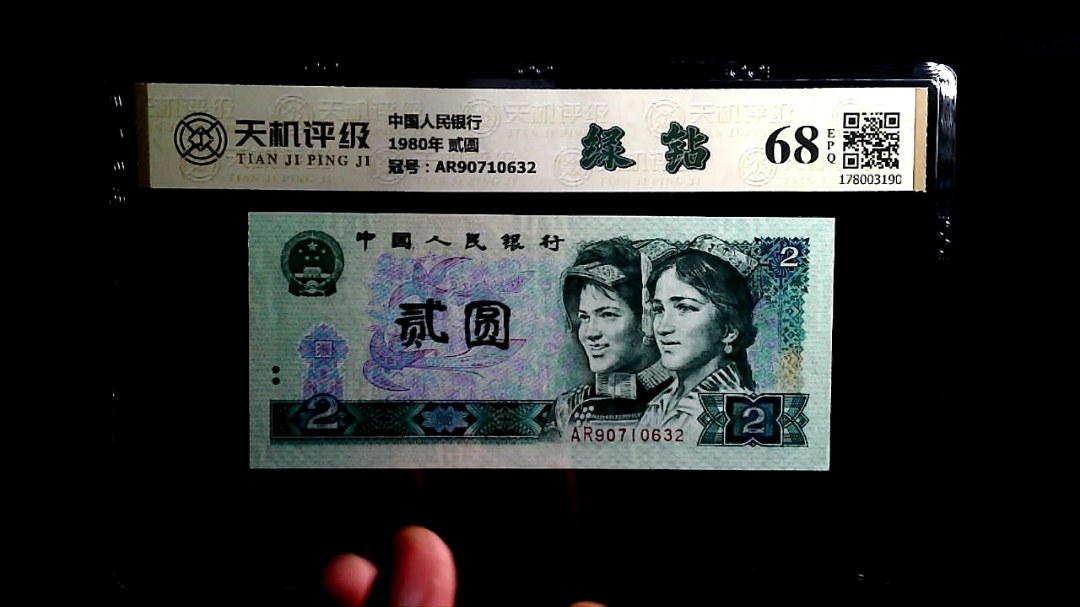 天机评级
TIAN JI PING JI
中国人民银行
1980年 贰圆
冠号：AR90710632
绿钻
68
EPQ
178003190
中国人民银行
2
贰圆
2
2
AR90710632